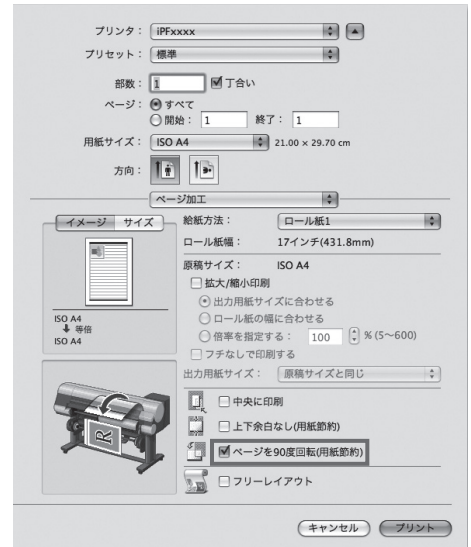 プリンタ： iPFxxxx
プリセット： 標準
部数： 1 丁合い
ページ： すべて
開始： 1 終了： 1
用紙サイズ： ISO A4 21.00 × 29.70 cm
方向：
ページ加工
イメージ サイズ
給紙方法： ロール紙1
ロール紙幅： 17インチ(431.8mm)
原稿サイズ： ISO A4
拡大/縮小印刷
出力用紙サイズに合わせる
ロール紙の幅に合わせる
倍率を指定する： 100 % (5～600)
フチなしで印刷する
出力用紙サイズ： 原稿サイズと同じ
ISO A4
等倍
ISO A4
R
中央に印刷
上下余白なし(用紙節約)
ページを90度回転(用紙節約)
フリーレイアウト
キャンセル プリント